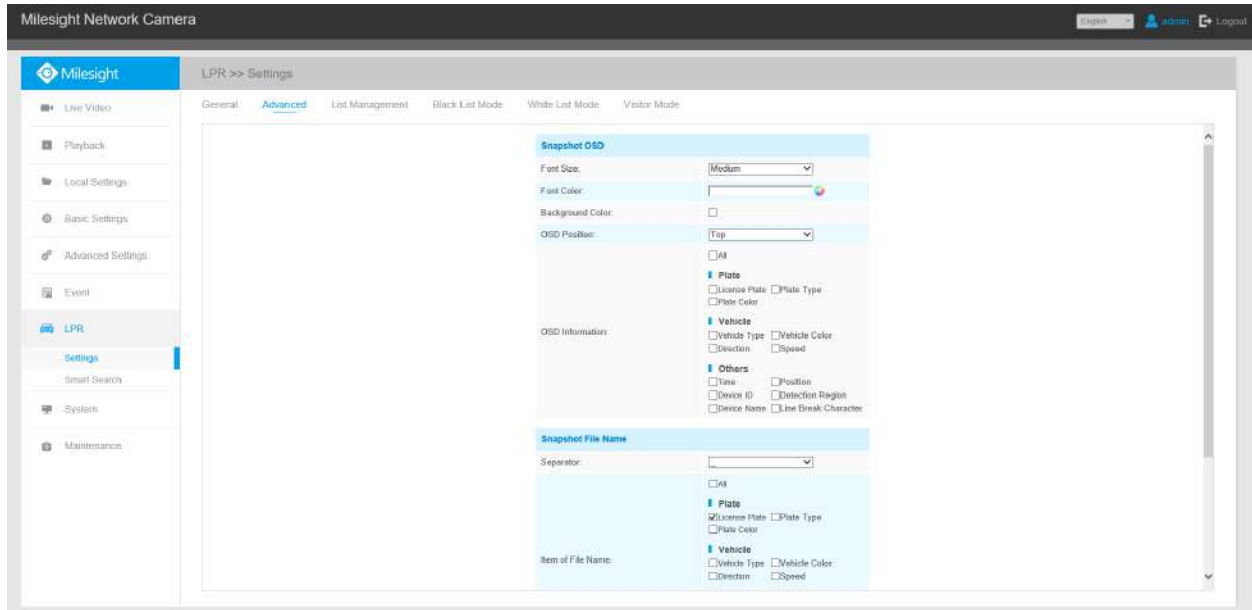 Milesight Network Camera
English admin Logout
Milesight
LPR >> Settings
Live Video
Playback
Local Settings
Basic Settings
Advanced Settings
Event
LPR
Settings
Smart Search
System
Maintenance
General Advanced List Management Black List Mode White List Mode Visitor Mode
Snapshot OSD
Font Size: Medium
Font Color:
Background Color:
OSD Position: Top
OSD Information:
All
Plate
License Plate Plate Type
Plate Color
Vehicle
Vehicle Type Vehicle Color
Direction Speed
Others
Time Position
Device ID Detection Region
Device Name Line Break Character
Snapshot File Name
Separator: _
Item of File Name:
All
Plate
License Plate Plate Type
Plate Color
Vehicle
Vehicle Type Vehicle Color
Direction Speed